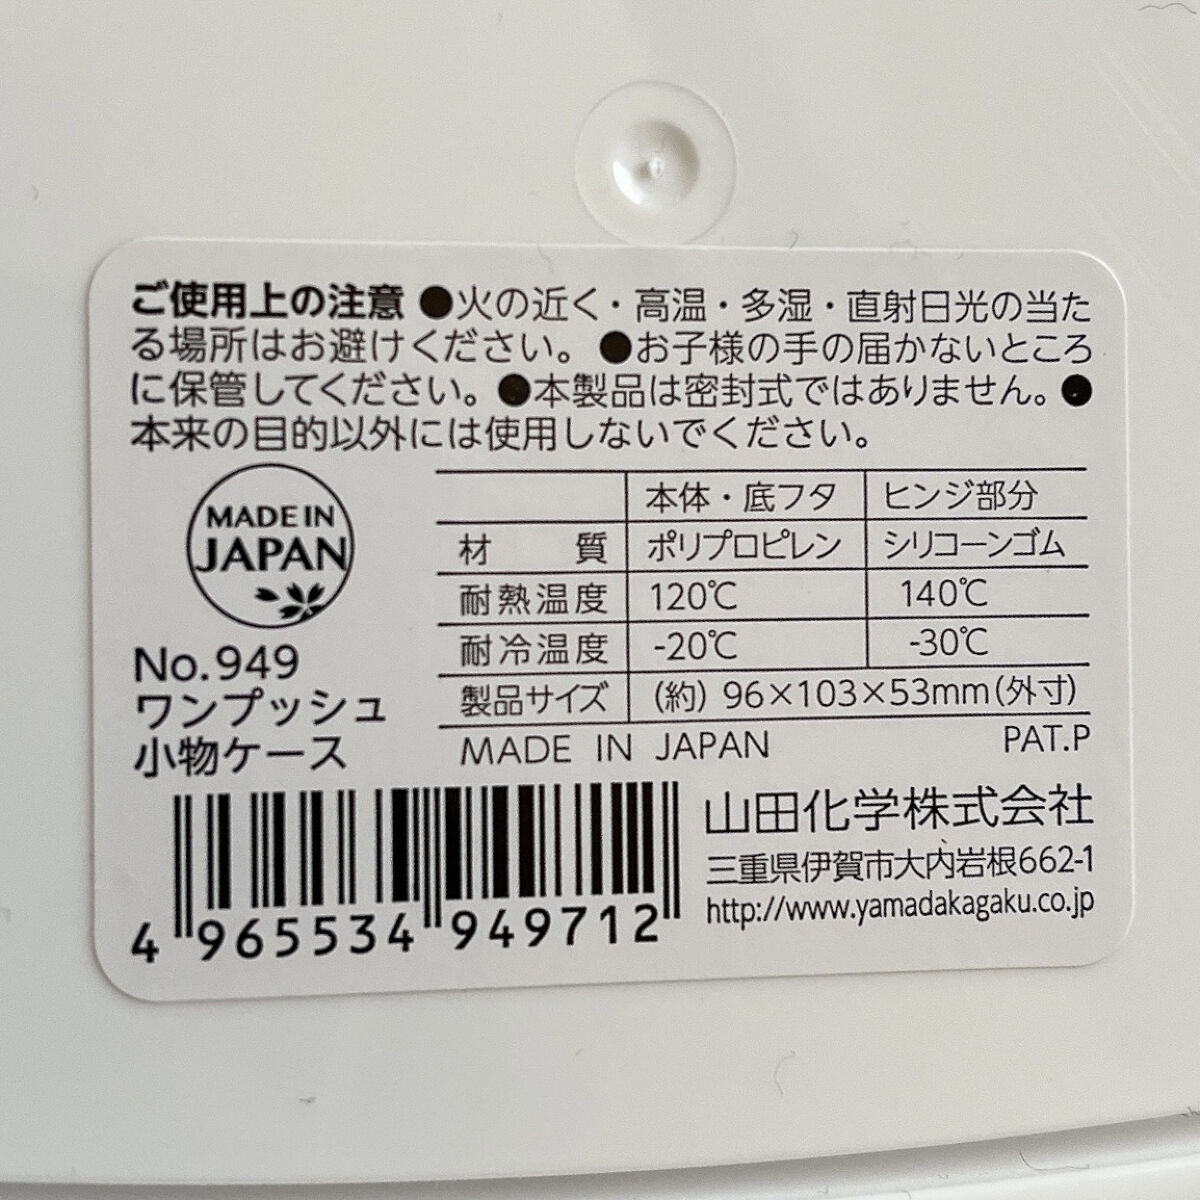 ご使用上の注意 ●火の近く・高温・多湿・直射日光の当た
る場所はお避けください。 ●お子様の手の届かないところ
に保管してください。 ●本製品は密封式ではありません。 ●
本来の目的以外には使用しないでください。
MADE IN
JAPAN
No.949
ワンプッシュ
小物ケース
本体・底フタ ヒンジ部分
材質 ポリプロピレン シリコーンゴム
耐熱温度 120℃ 140℃
耐冷温度 -20℃ -30℃
製品サイズ (約) 96×103×53mm(外寸)
MADE IN JAPAN PAT.P
4 965534 949712
山田化学株式会社
三重県伊賀市大内岩根662-1
http://www.yamadakagaku.co.jp